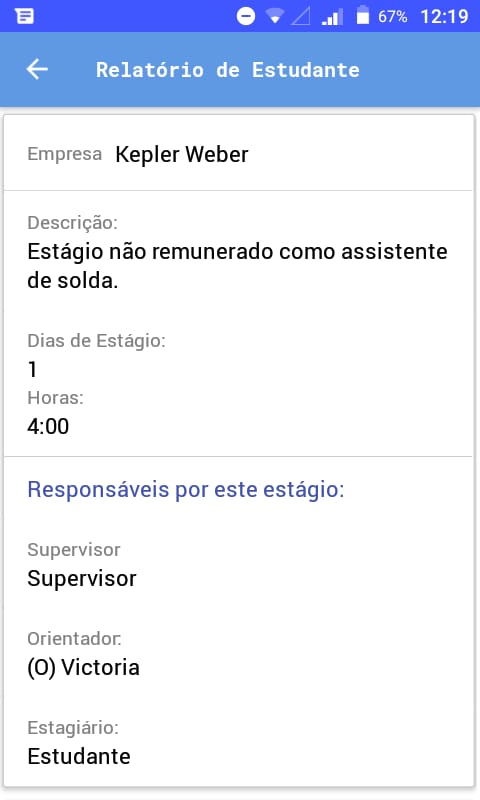 67% 12:19
Relatório de Estudante
Empresa Kepler Weber
Descrição:
Estágio não remunerado como assistente
de solda.
Dias de Estágio:
1
Horas:
4:00
Responsáveis por este estágio:
Supervisor
Supervisor
Orientador:
(O) Victoria
Estagiário:
Estudante